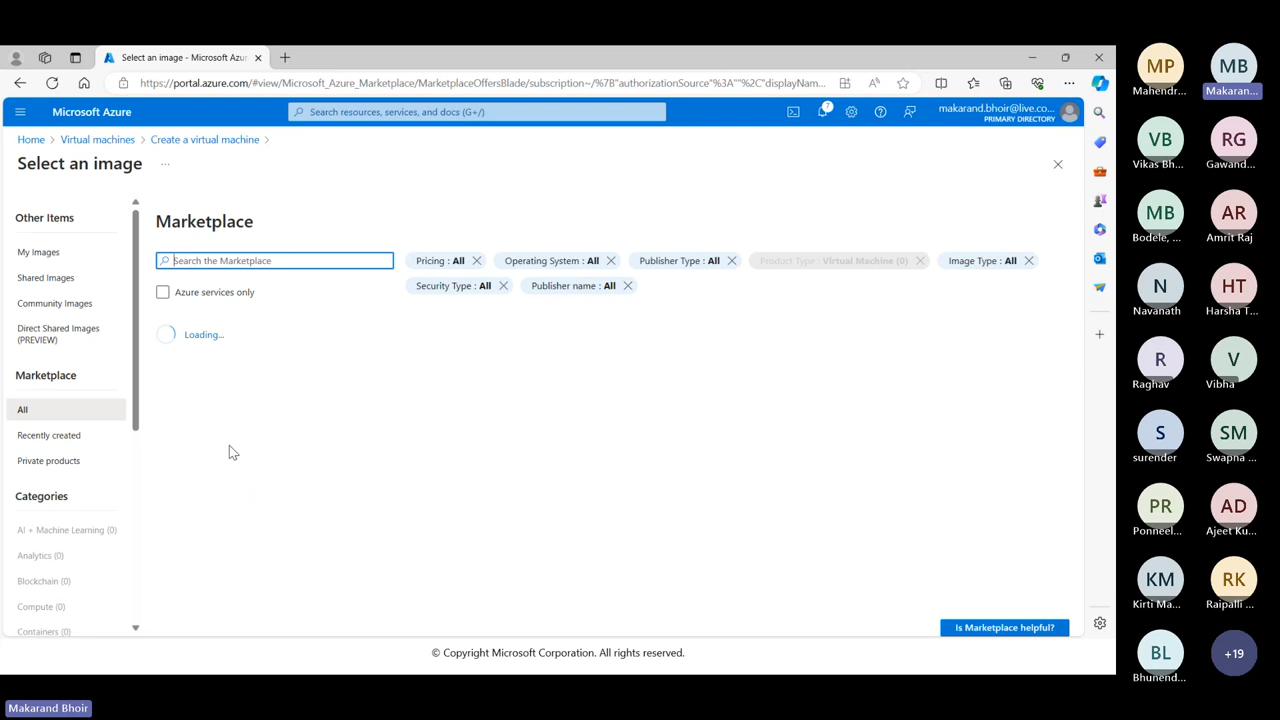 Select an image - Microsoft Azur
https://portal.azure.com/#view/Microsoft_Azure_Marketplace/MarketplaceOffersBlade/subscription~/%7B"authorizationSource"%3A""%2C"displayNam...
Microsoft Azure
Search resources, services, and docs (G+/)
7
makarand.bhoir@live.co...
PRIMARY DIRECTORY
Home > Virtual machines > Create a virtual machine >
Select an image
...
Other Items
My Images
Shared Images
Community Images
Direct Shared Images
(PREVIEW)
Marketplace
All
Recently created
Private products
Categories
AI + Machine Learning (0)
Analytics (0)
Blockchain (0)
Compute (0)
Containers (0)
Marketplace
Search the Marketplace
Pricing : All
Operating System : All
Publisher Type : All
Product Type : Virtual Machine (0)
Image Type : All
Azure services only
Security Type : All
Publisher name : All
Loading...
Is Marketplace helpful?
© Copyright Microsoft Corporation. All rights reserved.
MP
Mahendr...
MB
Makaran...
VB
Vikas Bh...
RG
Gawand...
MB
Bodele, ...
AR
Amrit Raj
N
Navanath
HT
Harsha T...
R
Raghav
V
Vibha
S
surender
SM
Swapna ...
PR
Ponneel...
AD
Ajeet Ku...
KM
Kirti Ma...
RK
Raipalli ...
BL
Bhunend...
+19
Makarand Bhoir